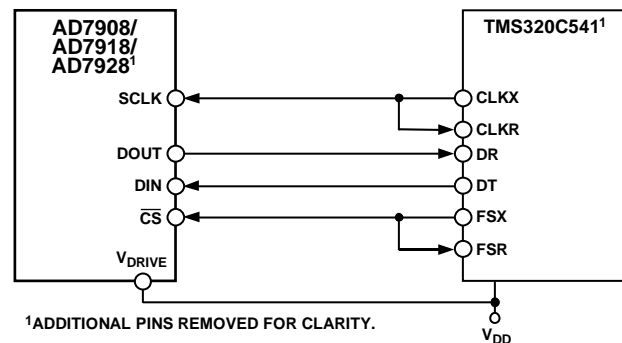 AD7908/
AD7918/
AD7928¹
TMS320C541¹
SCLK
CLKX
CLKR
DOUT
DR
DIN
DT
CS
FSX
FSR
VDRIVE
¹ADDITIONAL PINS REMOVED FOR CLARITY.
VDD